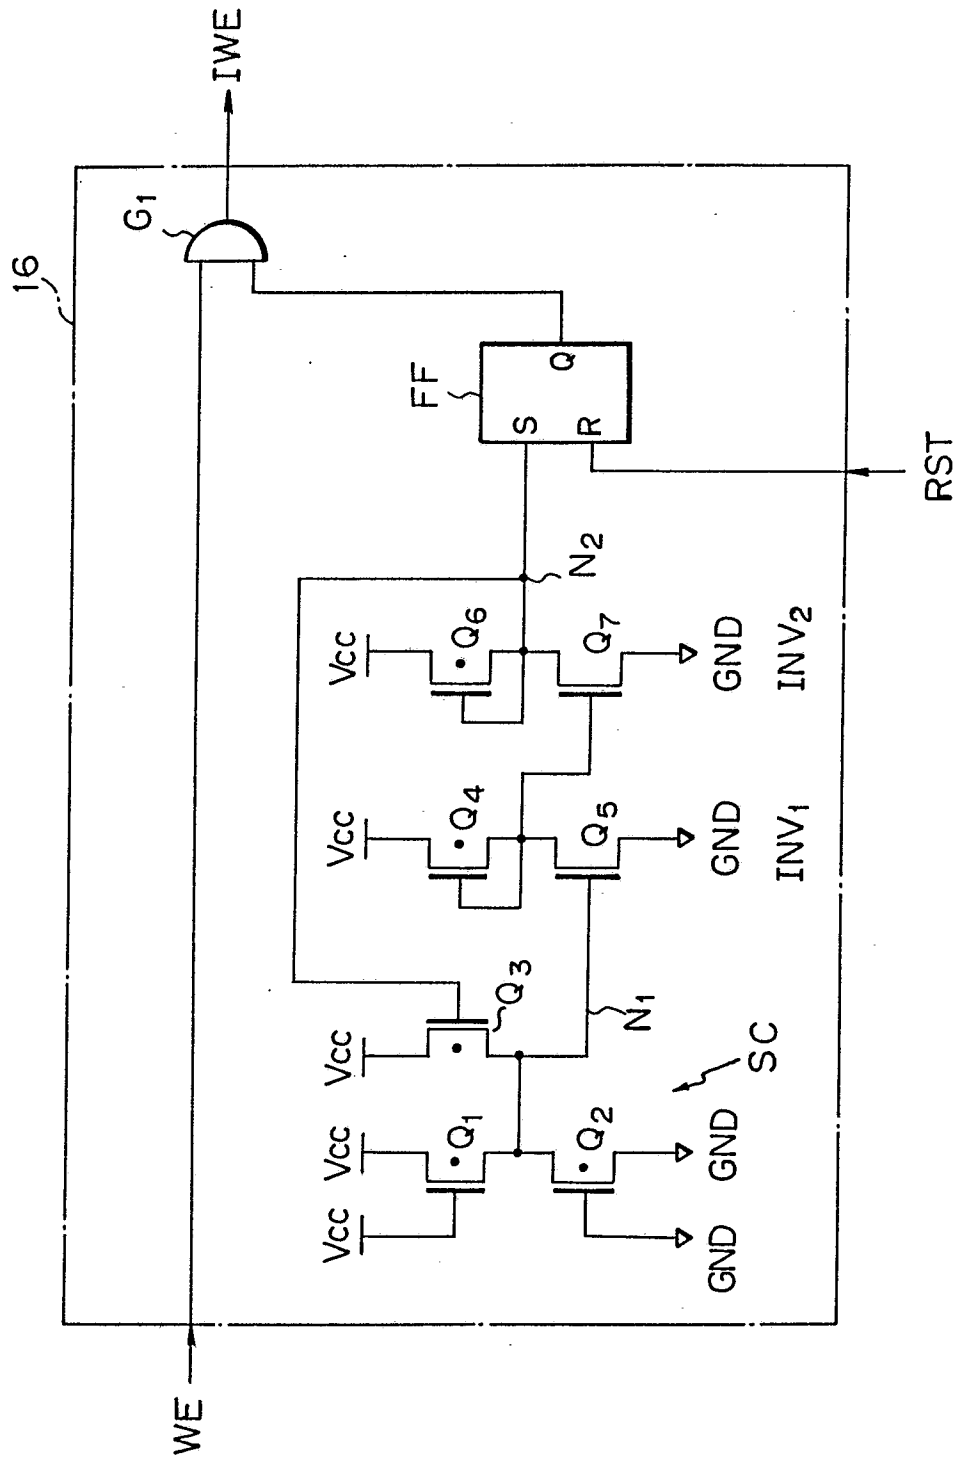 16
WE
G1
IWE
FF
S
R
Q
RST
Vcc
Vcc
Vcc
Vcc
Vcc
Q1
Q2
Q3
Q4
Q5
Q6
Q7
N1
N2
SC
GND
GND
GND
GND
INV1
INV2